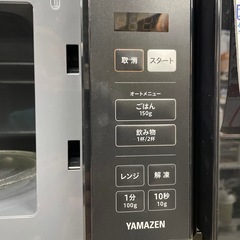 取消 スタート
オートメニュー
ごはん
150g
飲み物
1杯/2杯
レンジ 解凍
1分 10秒
100g 10g
YAMAZEN